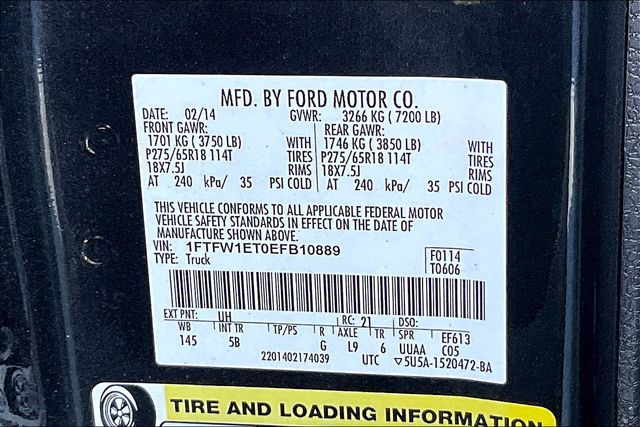 MFD. BY FORD MOTOR CO.
DATE: 02/14 GVWR: 3266 KG ( 7200 LB)
FRONT GAWR: REAR GAWR:
1701 KG ( 3750 LB) WITH 1746 KG ( 3850 LB) WITH
P275/65R18 114T TIRES P275/65R18 114T TIRES
18X7.5J RIMS 18X7.5J RIMS
AT 240 kPa/ 35 PSI COLD AT 240 kPa/ 35 PSI COLD
THIS VEHICLE CONFORMS TO ALL APPLICABLE FEDERAL MOTOR
VEHICLE SAFETY STANDARDS IN EFFECT ON THE DATE OF
MANUFACTURE SHOWN ABOVE.
VIN: 1FTFW1ET0EFB10889 F0114
TYPE: Truck T0606
EXT PNT: UH RC: 21 DSO:
WB INT TR TP/PS R AXLE TR SPR EF613
145 5B G L9 6 UUAA C05
2201402174039 UTC ▽5U5A-1520472-BA
TIRE AND LOADING INFORMATION